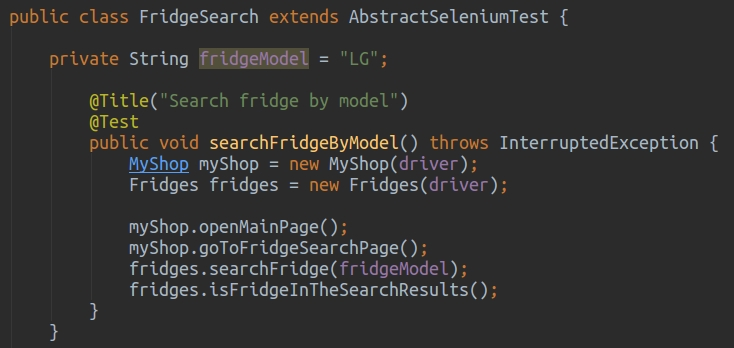 public class FridgeSearch extends AbstractSeleniumTest {
private String fridgeModel = "LG";
@Title("Search fridge by model")
@Test
public void searchFridgeByModel() throws InterruptedException {
MyShop myShop = new MyShop(driver);
Fridges fridges = new Fridges(driver);
myShop.openMainPage();
myShop.goToFridgeSearchPage();
fridges.searchFridge(fridgeModel);
fridges.isFridgeInTheSearchResults();
}
}